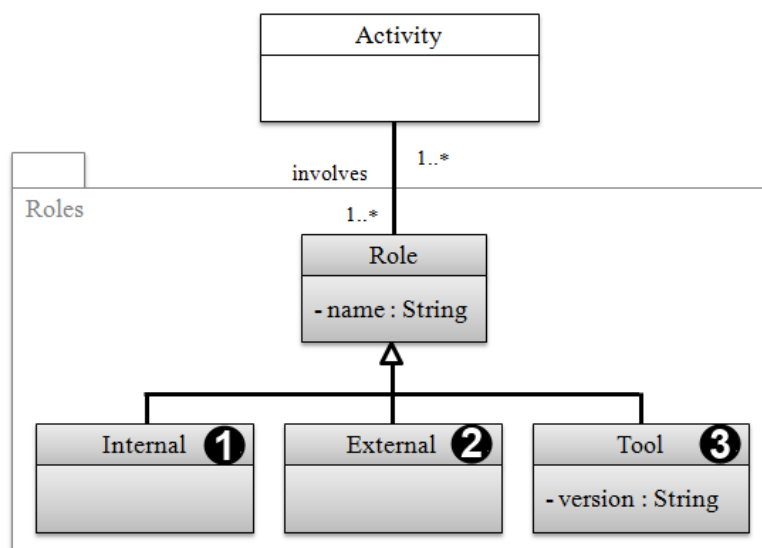 Activity
1..*
involves
Roles
1..*
Role
- name : String
Internal 1
External 2
Tool 3
- version : String